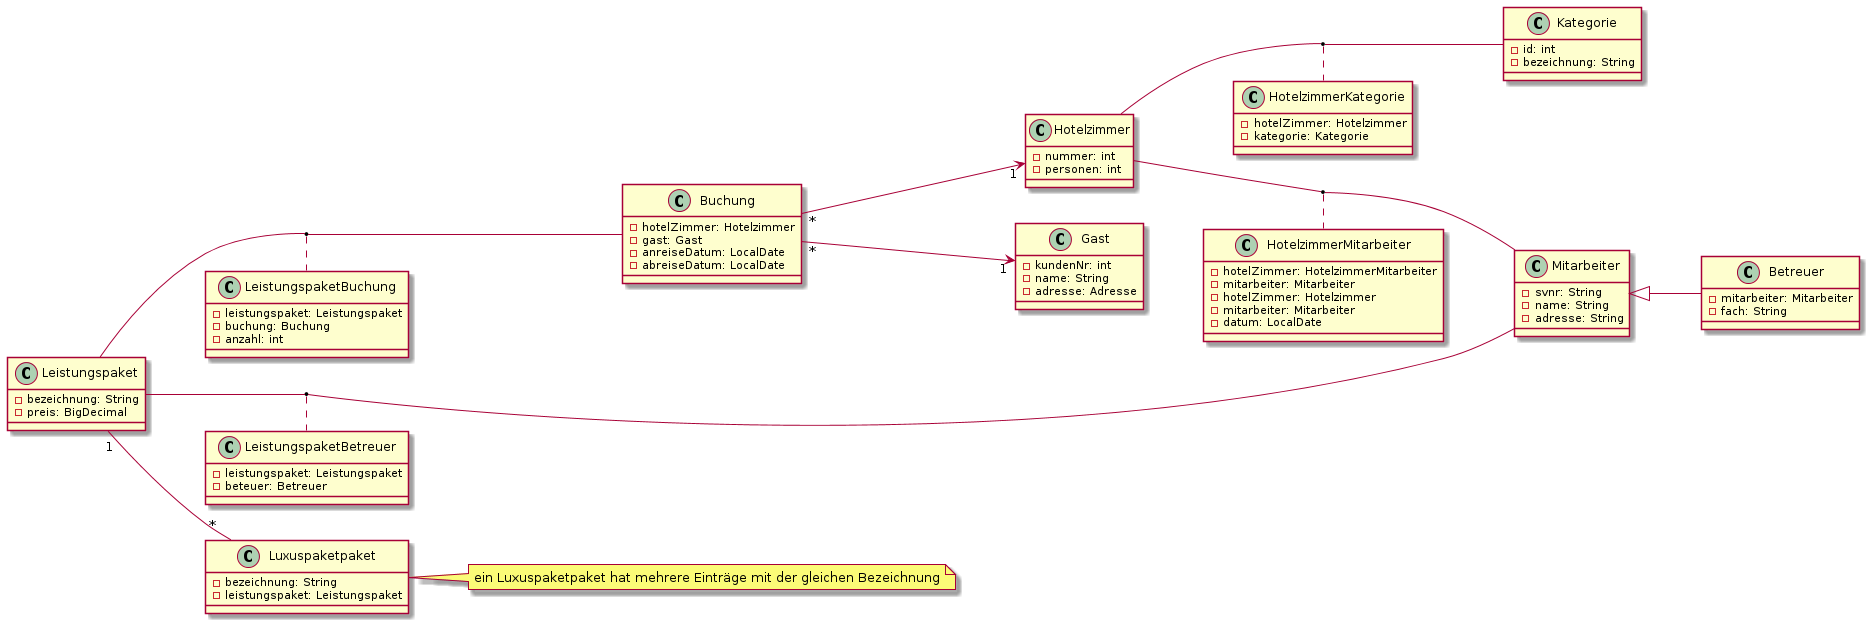 C Kategorie
id: int
bezeichnung: String
C HotelzimmerKategorie
hotelZimmer: Hotelzimmer
kategorie: Kategorie
C Hotelzimmer
nummer: int
personen: int
1
C Buchung
hotelZimmer: Hotelzimmer
gast: Gast
anreiseDatum: LocalDate
abreiseDatum: LocalDate
*
*
C Gast
kundenNr: int
name: String
adresse: Adresse
1
C HotelzimmerMitarbeiter
hotelZimmer: HotelzimmerMitarbeiter
mitarbeiter: Mitarbeiter
hotelZimmer: Hotelzimmer
mitarbeiter: Mitarbeiter
datum: LocalDate
C Mitarbeiter
svnr: String
name: String
adresse: String
C Betreuer
mitarbeiter: Mitarbeiter
fach: String
C LeistungspaketBuchung
leistungspaket: Leistungspaket
buchung: Buchung
anzahl: int
C Leistungspaket
bezeichnung: String
preis: BigDecimal
1
C LeistungspaketBetreuer
leistungspaket: Leistungspaket
beteuer: Betreuer
*
C Luxuspaketpaket
bezeichnung: String
leistungspaket: Leistungspaket
ein Luxuspaketpaket hat mehrere Einträge mit der gleichen Bezeichnung